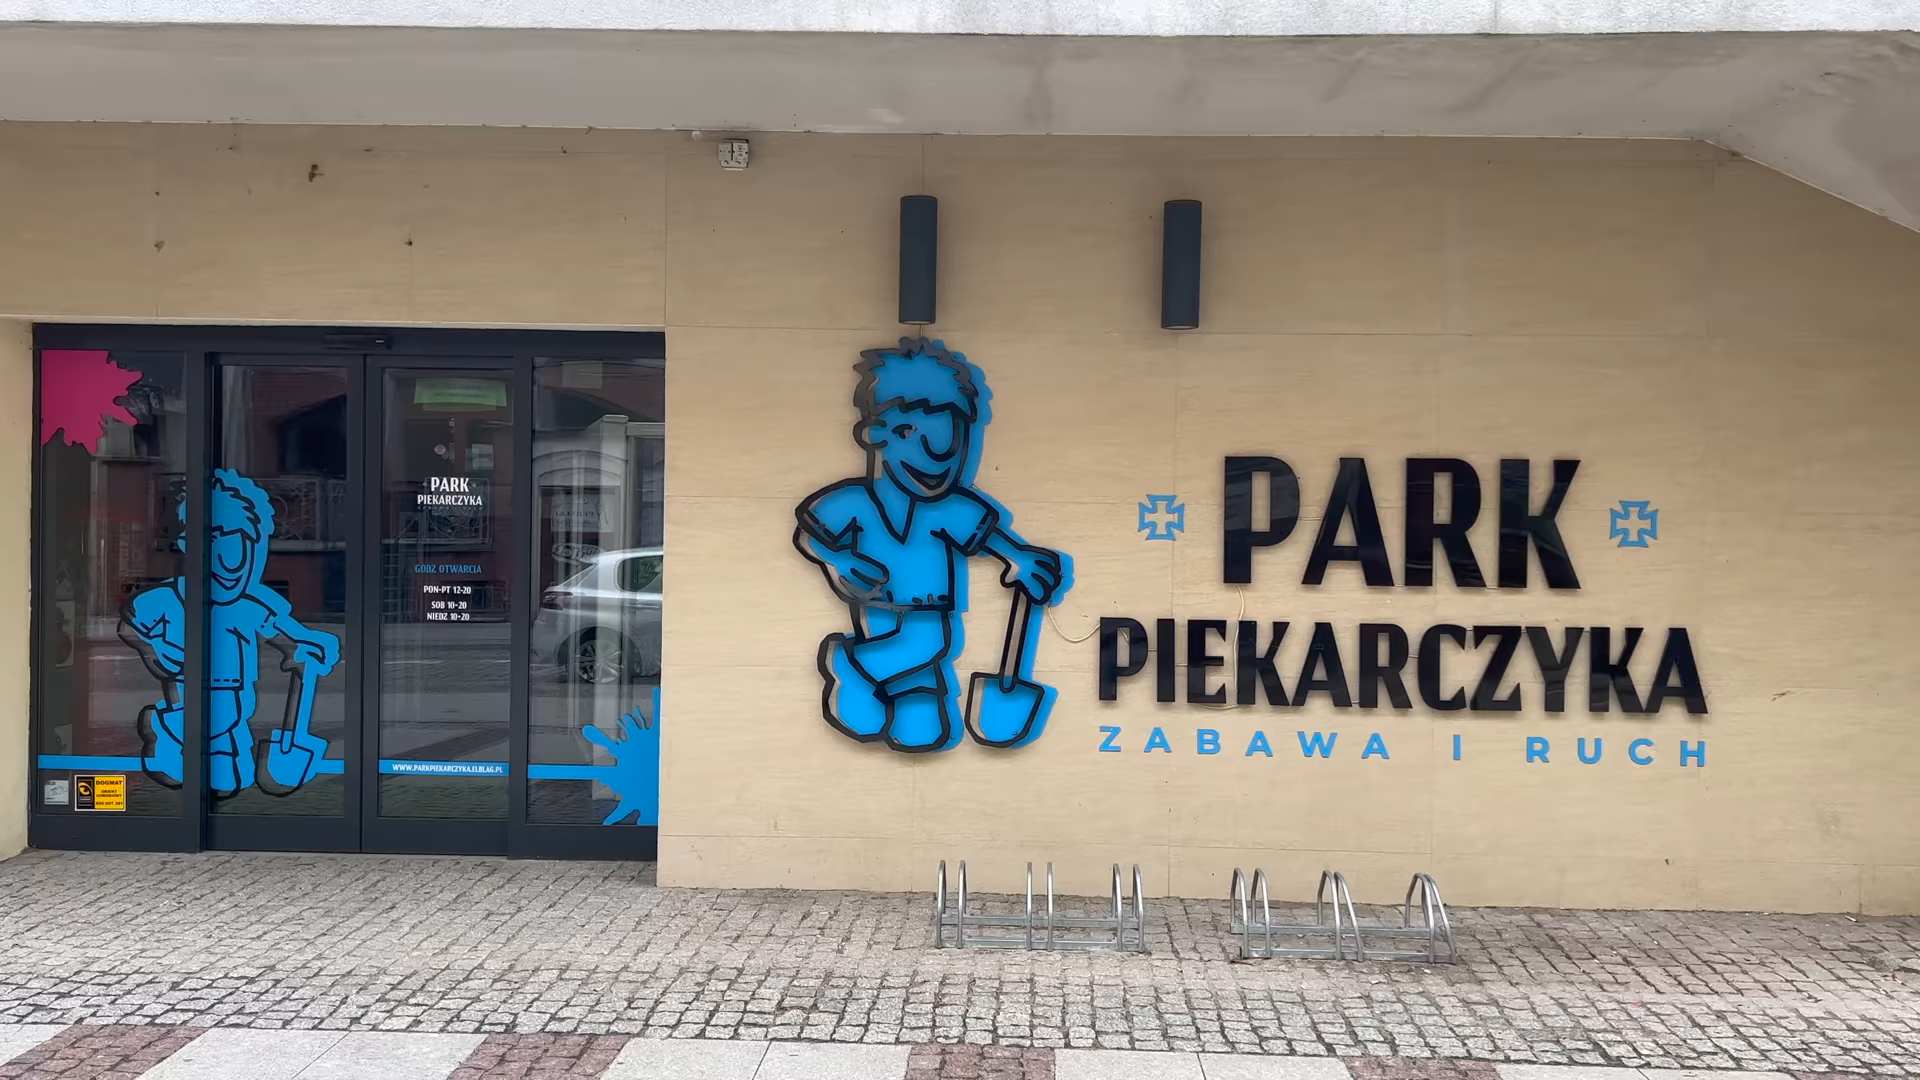 PARK
PIEKARCZYKA
GODZ OTWARCIA
PON-PT 12-20
SOB 10-20
NIEDZ 10-20
WWW.PARKPIEKARCZYKA.ELBLAG.PL
DOGMAT
PARK
PIEKARCZYKA
ZABAWA I RUCH